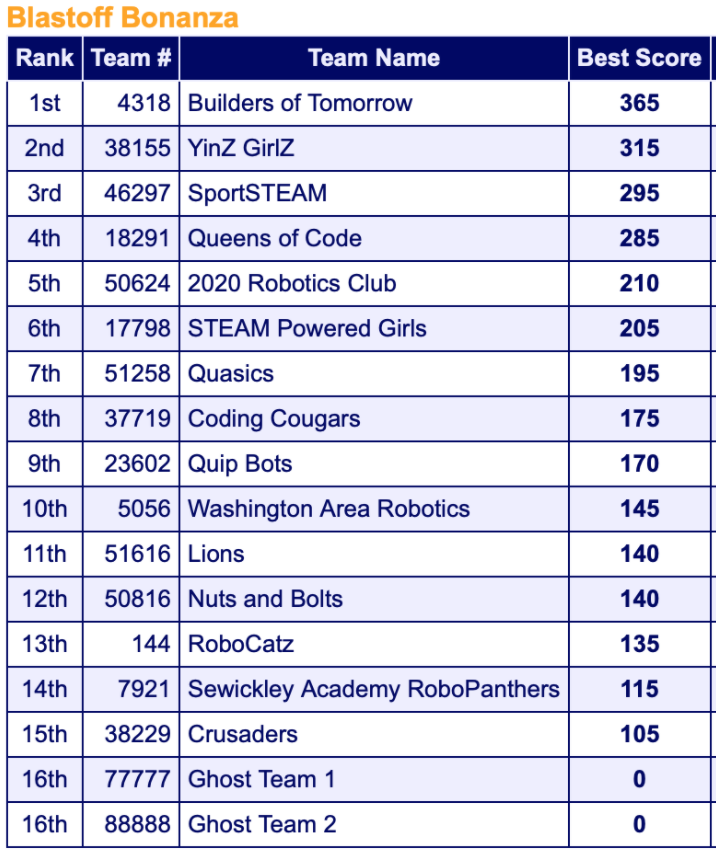 Blastoff Bonanza
Rank Team # Team Name Best Score
1st 4318 Builders of Tomorrow 365
2nd 38155 YinZ GirlZ 315
3rd 46297 SportSTEAM 295
4th 18291 Queens of Code 285
5th 50624 2020 Robotics Club 210
6th 17798 STEAM Powered Girls 205
7th 51258 Quasics 195
8th 37719 Coding Cougars 175
9th 23602 Quip Bots 170
10th 5056 Washington Area Robotics 145
11th 51616 Lions 140
12th 50816 Nuts and Bolts 140
13th 144 RoboCatz 135
14th 7921 Sewickley Academy RoboPanthers 115
15th 38229 Crusaders 105
16th 77777 Ghost Team 1 0
16th 88888 Ghost Team 2 0